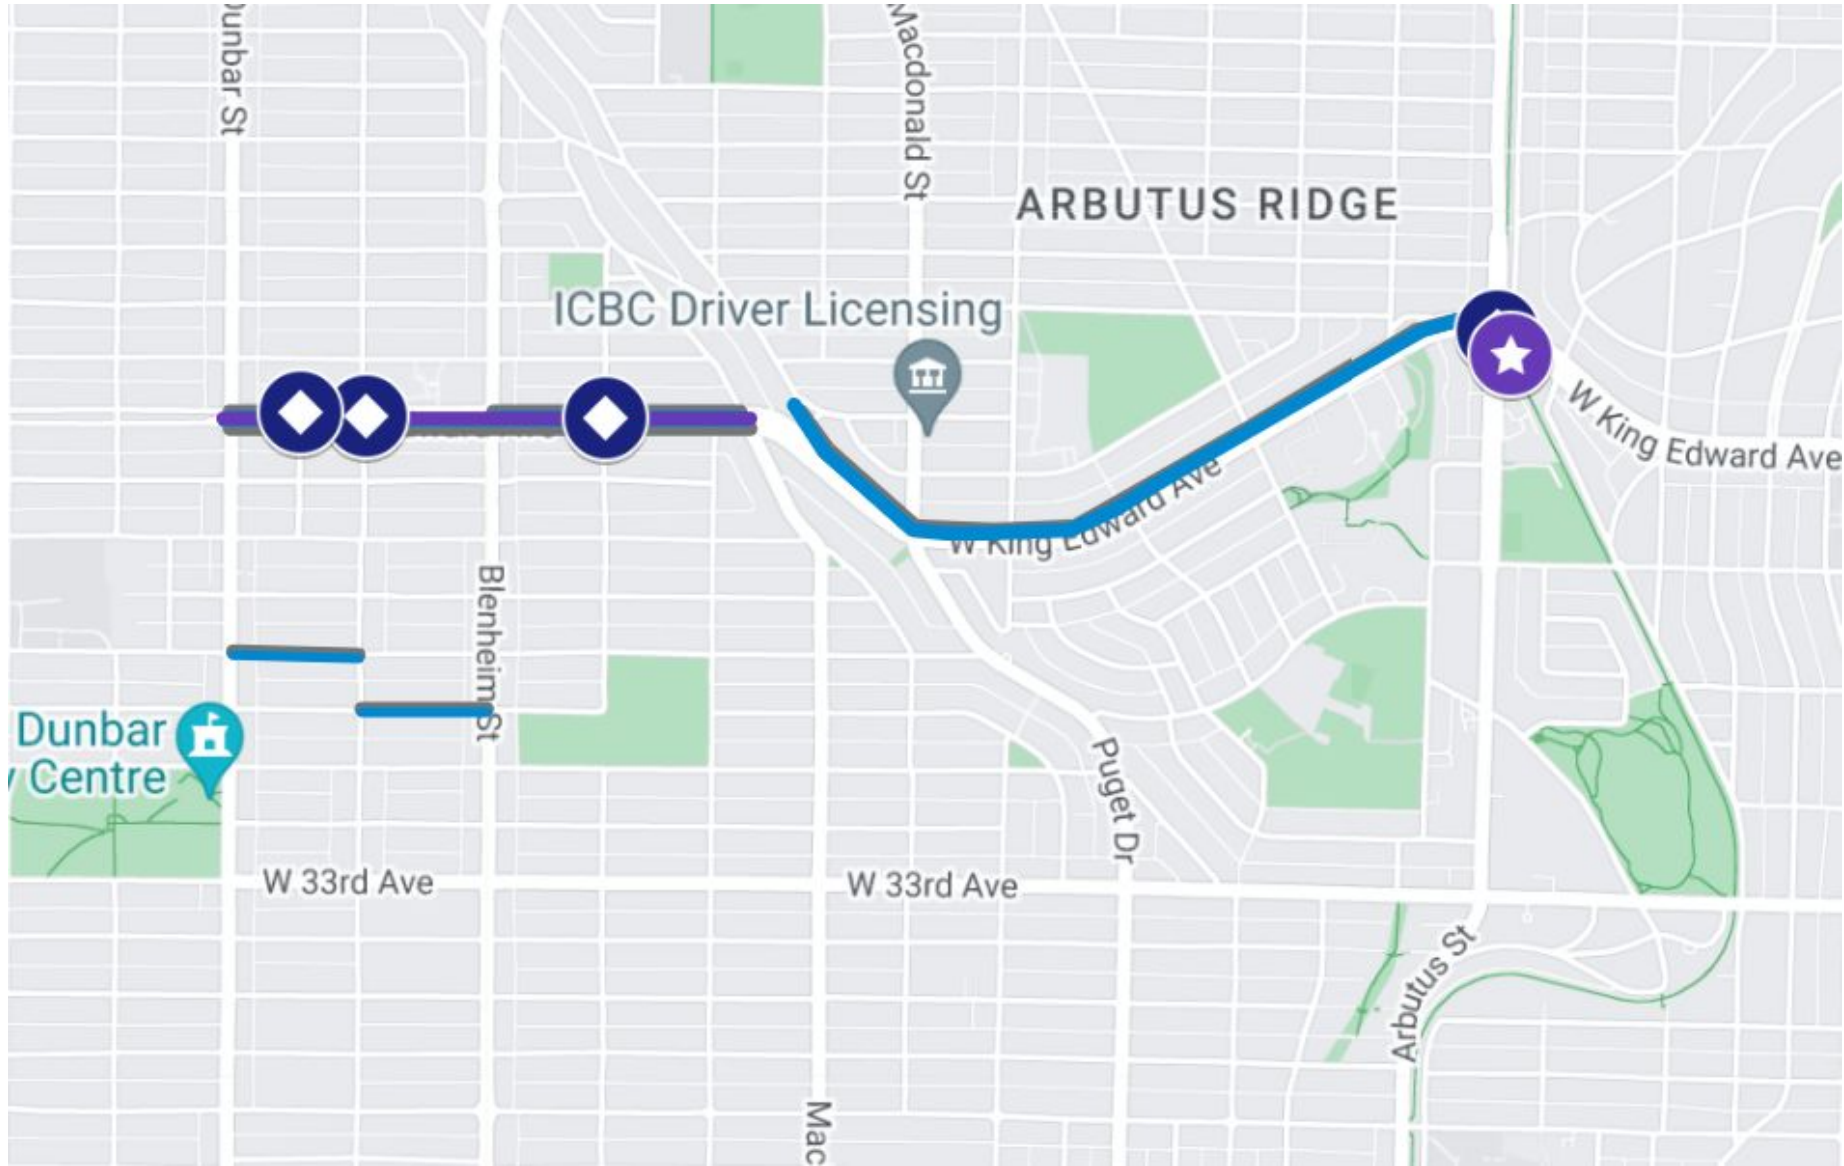 Dunbar St
Macdonald St
ARBUTUS RIDGE
ICBC Driver Licensing
W King Edward Ave
W King Edward Ave
Blenheim St
Dunbar
y Centre
Puget Dr
W 33rd Ave
W 33rd Ave
Arbutus St
Mac